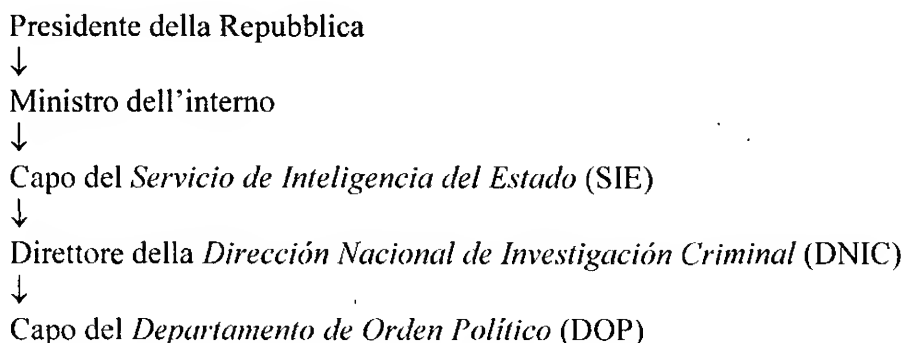 Presidente della Repubblica
↓
Ministro dell'interno
↓
Capo del Servicio de Inteligencia del Estado (SIE)
↓
Direttore della Dirección Nacional de Investigación Criminal (DNIC)
↓
Capo del Departamento de Orden Político (DOP)